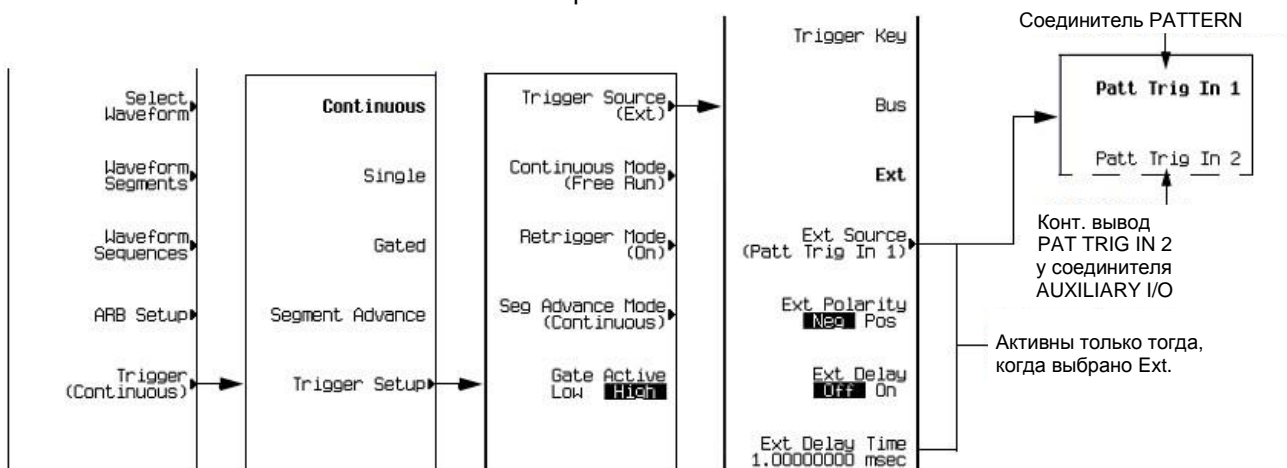 Select
Waveform
Waveform
Segments
Waveform
Sequences
ARB Setup
Trigger
(Continuous)
Continuous
Single
Gated
Segment Advance
Trigger Setup
Trigger Source
(Ext)
Continuous Mode
(Free Run)
Retrigger Mode
(On)
Seg Advance Mode
(Continuous)
Gate Active
Low High
Trigger Key
Bus
Ext
Ext Source
(Patt Trig In 1)
Ext Polarity
Neg Pos
Ext Delay
Off On
Ext Delay Time
1.00000000 msec
Соединитель PATTERN
Patt Trig In 1
Patt Trig In 2
Конт. вывод
PAT TRIG IN 2
у соединителя
AUXILIARY I/O
Активны только тогда,
когда выбрано Ext.